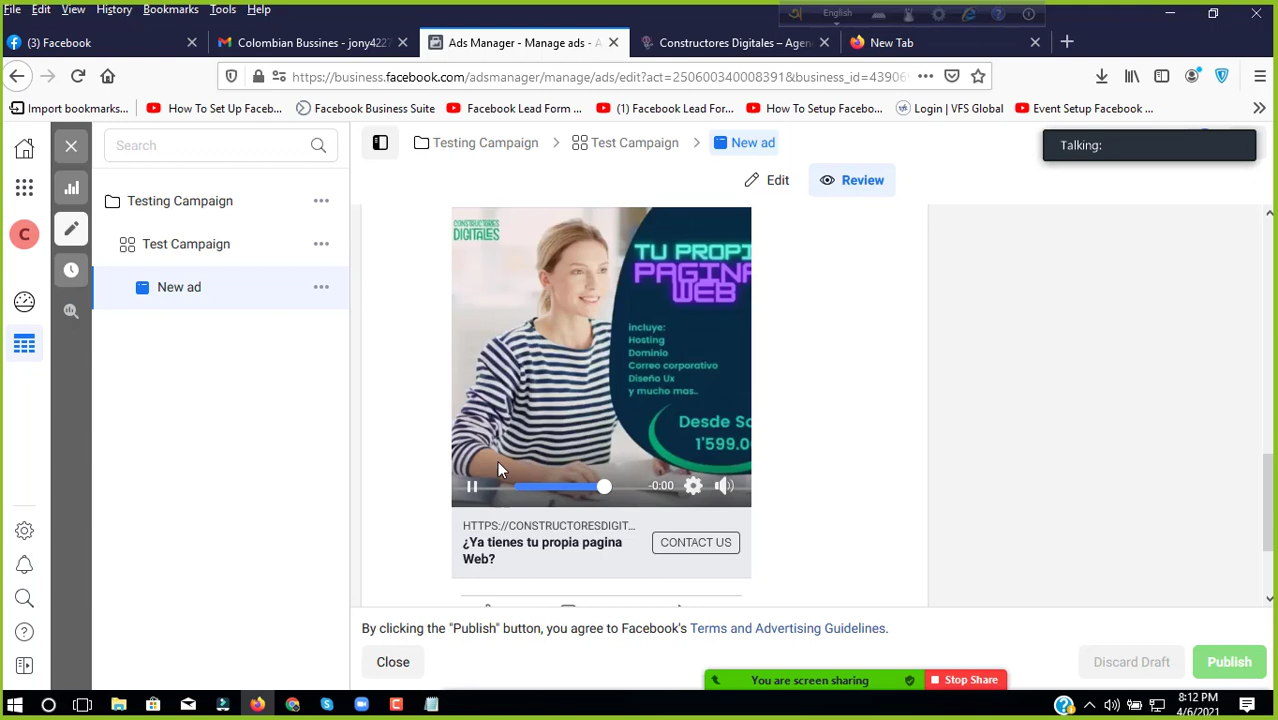 File Edit View History Bookmarks Tools Help
English
(3) Facebook
Colombian Bussines - jony422
Ads Manager - Manage ads - A
Constructores Digitales – Agen
New Tab
https://business.facebook.com/adsmanager/manage/ads/edit?act=250600340008391&business_id=43906
Import bookmarks...
How To Set Up Faceb...
Facebook Business Suite
Facebook Lead Form ...
(1) Facebook Lead For...
How To Setup Facebo...
Login | VFS Global
Event Setup Facebook ...
Search
Testing Campaign
Test Campaign
New ad
Talking:
Edit
Review
C
Testing Campaign
Test Campaign
New ad
CONSTRUCTORES
DIGITALES
TU PROPI
PAGINA
WEB
incluye:
Hosting
Dominio
Correo corporativo
Diseño Ux
y mucho mas..
Desde So
1'599.0
-0:00
HTTPS://CONSTRUCTORESDIGIT...
¿Ya tienes tu propia pagina
Web?
CONTACT US
By clicking the "Publish" button, you agree to Facebook's Terms and Advertising Guidelines.
Close
Discard Draft
Publish
You are screen sharing
Stop Share
8:12 PM
4/6/2021